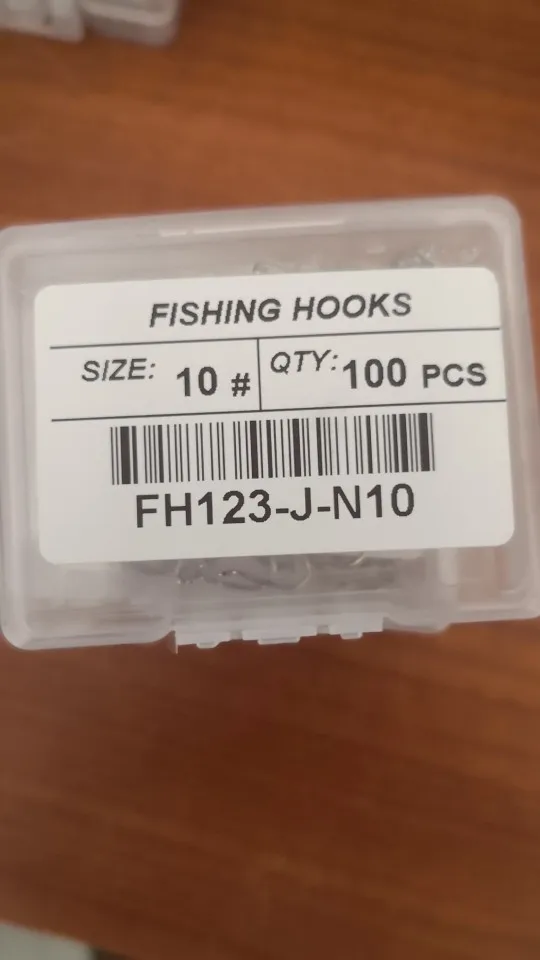 FISHING HOOKS
SIZE: 10 # QTY: 100 PCS
FH123-J-N10